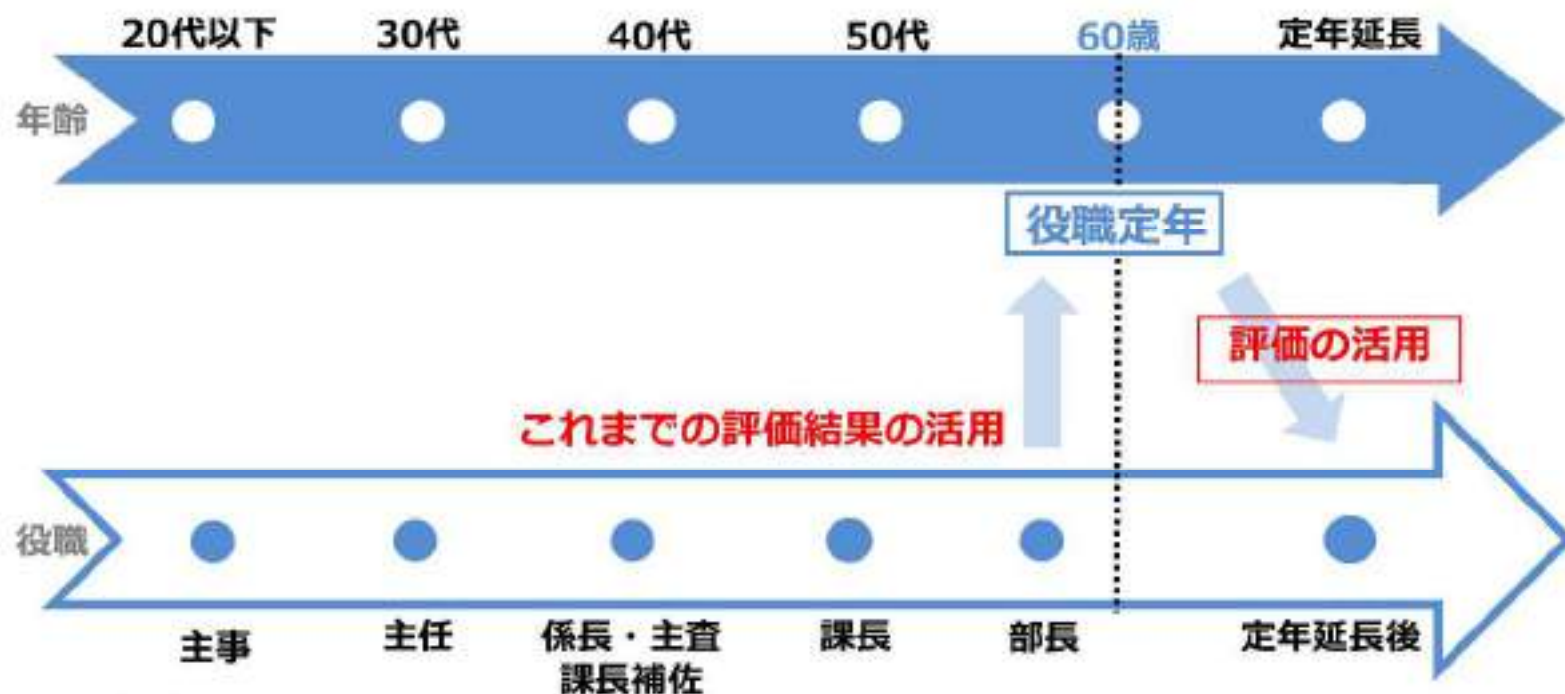 20代以下 30代 40代 50代 60歳 定年延長
年齢
役職定年
評価の活用
これまでの評価結果の活用
役職
主事 主任 係長・主査 課長 部長 定年延長後
課長補佐